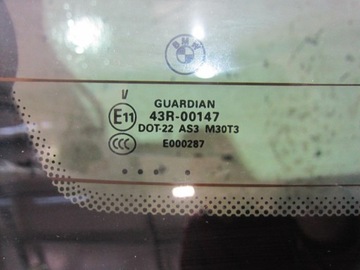 BMW
V
GUARDIAN
E11 43R-00147
DOT-22 AS3 M30T3
CCC E000287